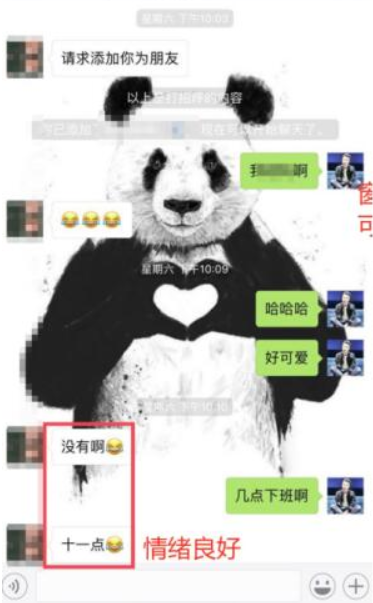 星期六 下午10:03
请求添加你为朋友
以上是打招呼的内容
现在可以开始聊天了。
我 啊
😂😂😂
可
星期六 下午10:09
哈哈哈
好可爱
没有啊😂
几点下班啊
十一点😂
情绪良好